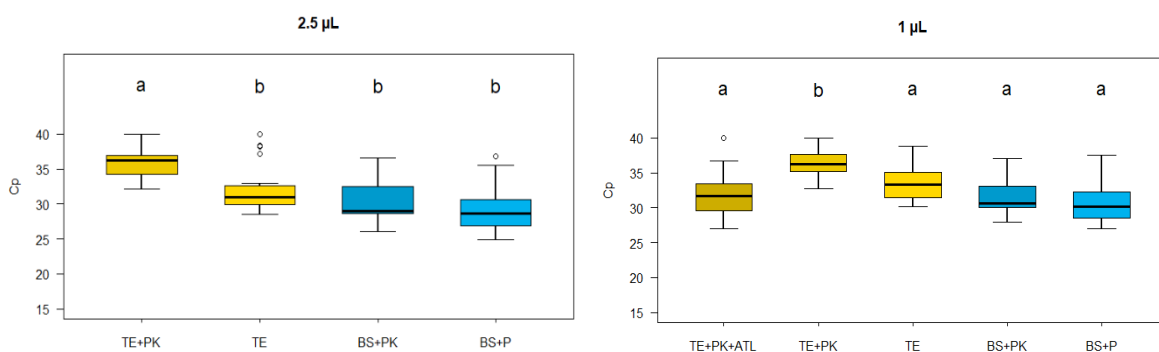 2.5 µL
a b b b
40
35
30
25
20
15
Cp
TE+PK TE BS+PK BS+P
1 µL
a b a a a
40
35
30
25
20
15
Cp
TE+PK+ATL TE+PK TE BS+PK BS+P